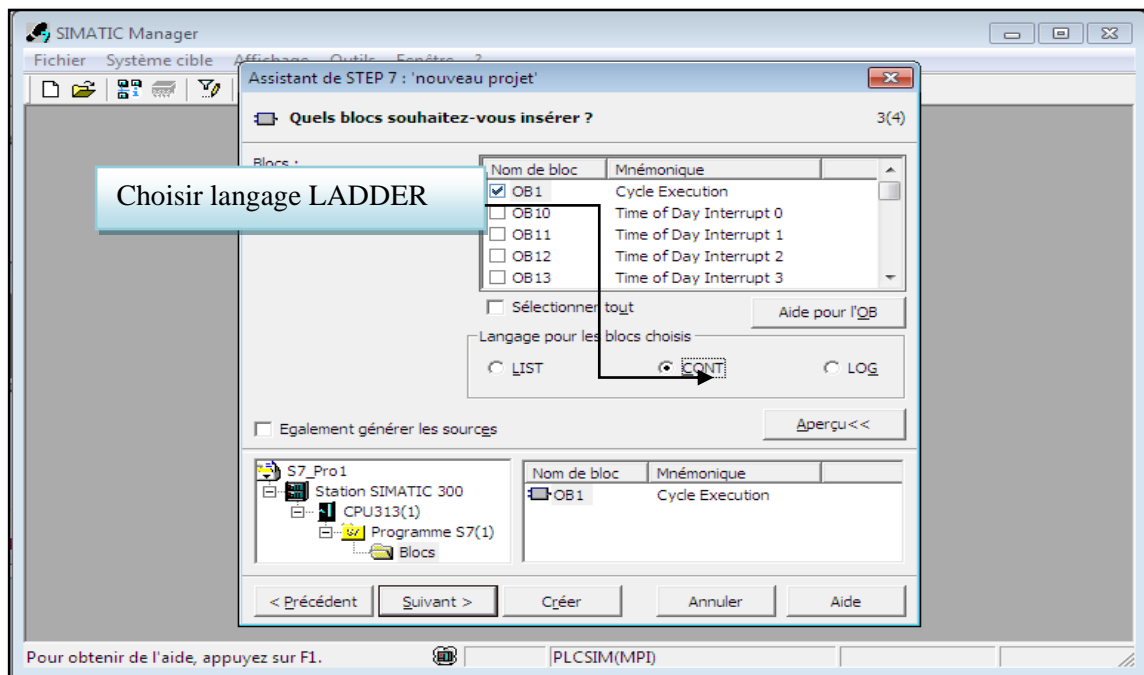 SIMATIC Manager
Fichier Système cible Affichage Outils Fenêtre ?
Assistant de STEP 7 : 'nouveau projet'
Quels blocs souhaitez-vous insérer ? 3(4)
Blocs :
Choisir langage LADDER
Nom de bloc Mnémonique
OB1 Cycle Execution
OB10 Time of Day Interrupt 0
OB11 Time of Day Interrupt 1
OB12 Time of Day Interrupt 2
OB13 Time of Day Interrupt 3
Sélectionner tout
Aide pour l'OB
Langage pour les blocs choisis
LIST CONT LOG
Egalement générer les sources
Aperçu<<
S7_Pro1
Station SIMATIC 300
CPU313(1)
Programme S7(1)
Blocs
Nom de bloc Mnémonique
OB1 Cycle Execution
< Précédent Suivant > Créer Annuler Aide
Pour obtenir de l'aide, appuyez sur F1. PLCSIM(MPI)